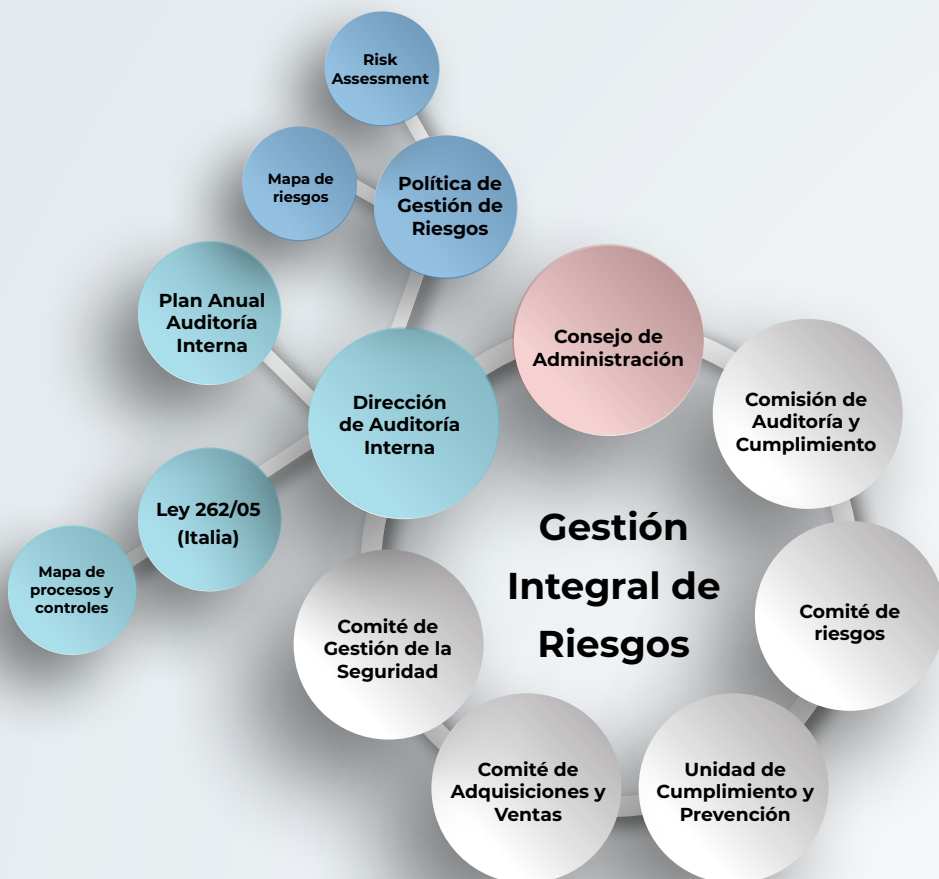 Risk
Assessment
Mapa de
riesgos
Política de
Gestión de
Riesgos
Plan Anual
Auditoría
Interna
Dirección
de Auditoría
Interna
Consejo de
Administración
Comisión de
Auditoría y
Cumplimiento
Ley 262/05
(Italia)
Mapa de
procesos y
controles
Gestión
Integral de
Riesgos
Comité de
riesgos
Comité de
Gestión de la
Seguridad
Comité de
Adquisiciones y
Ventas
Unidad de
Cumplimiento y
Prevención